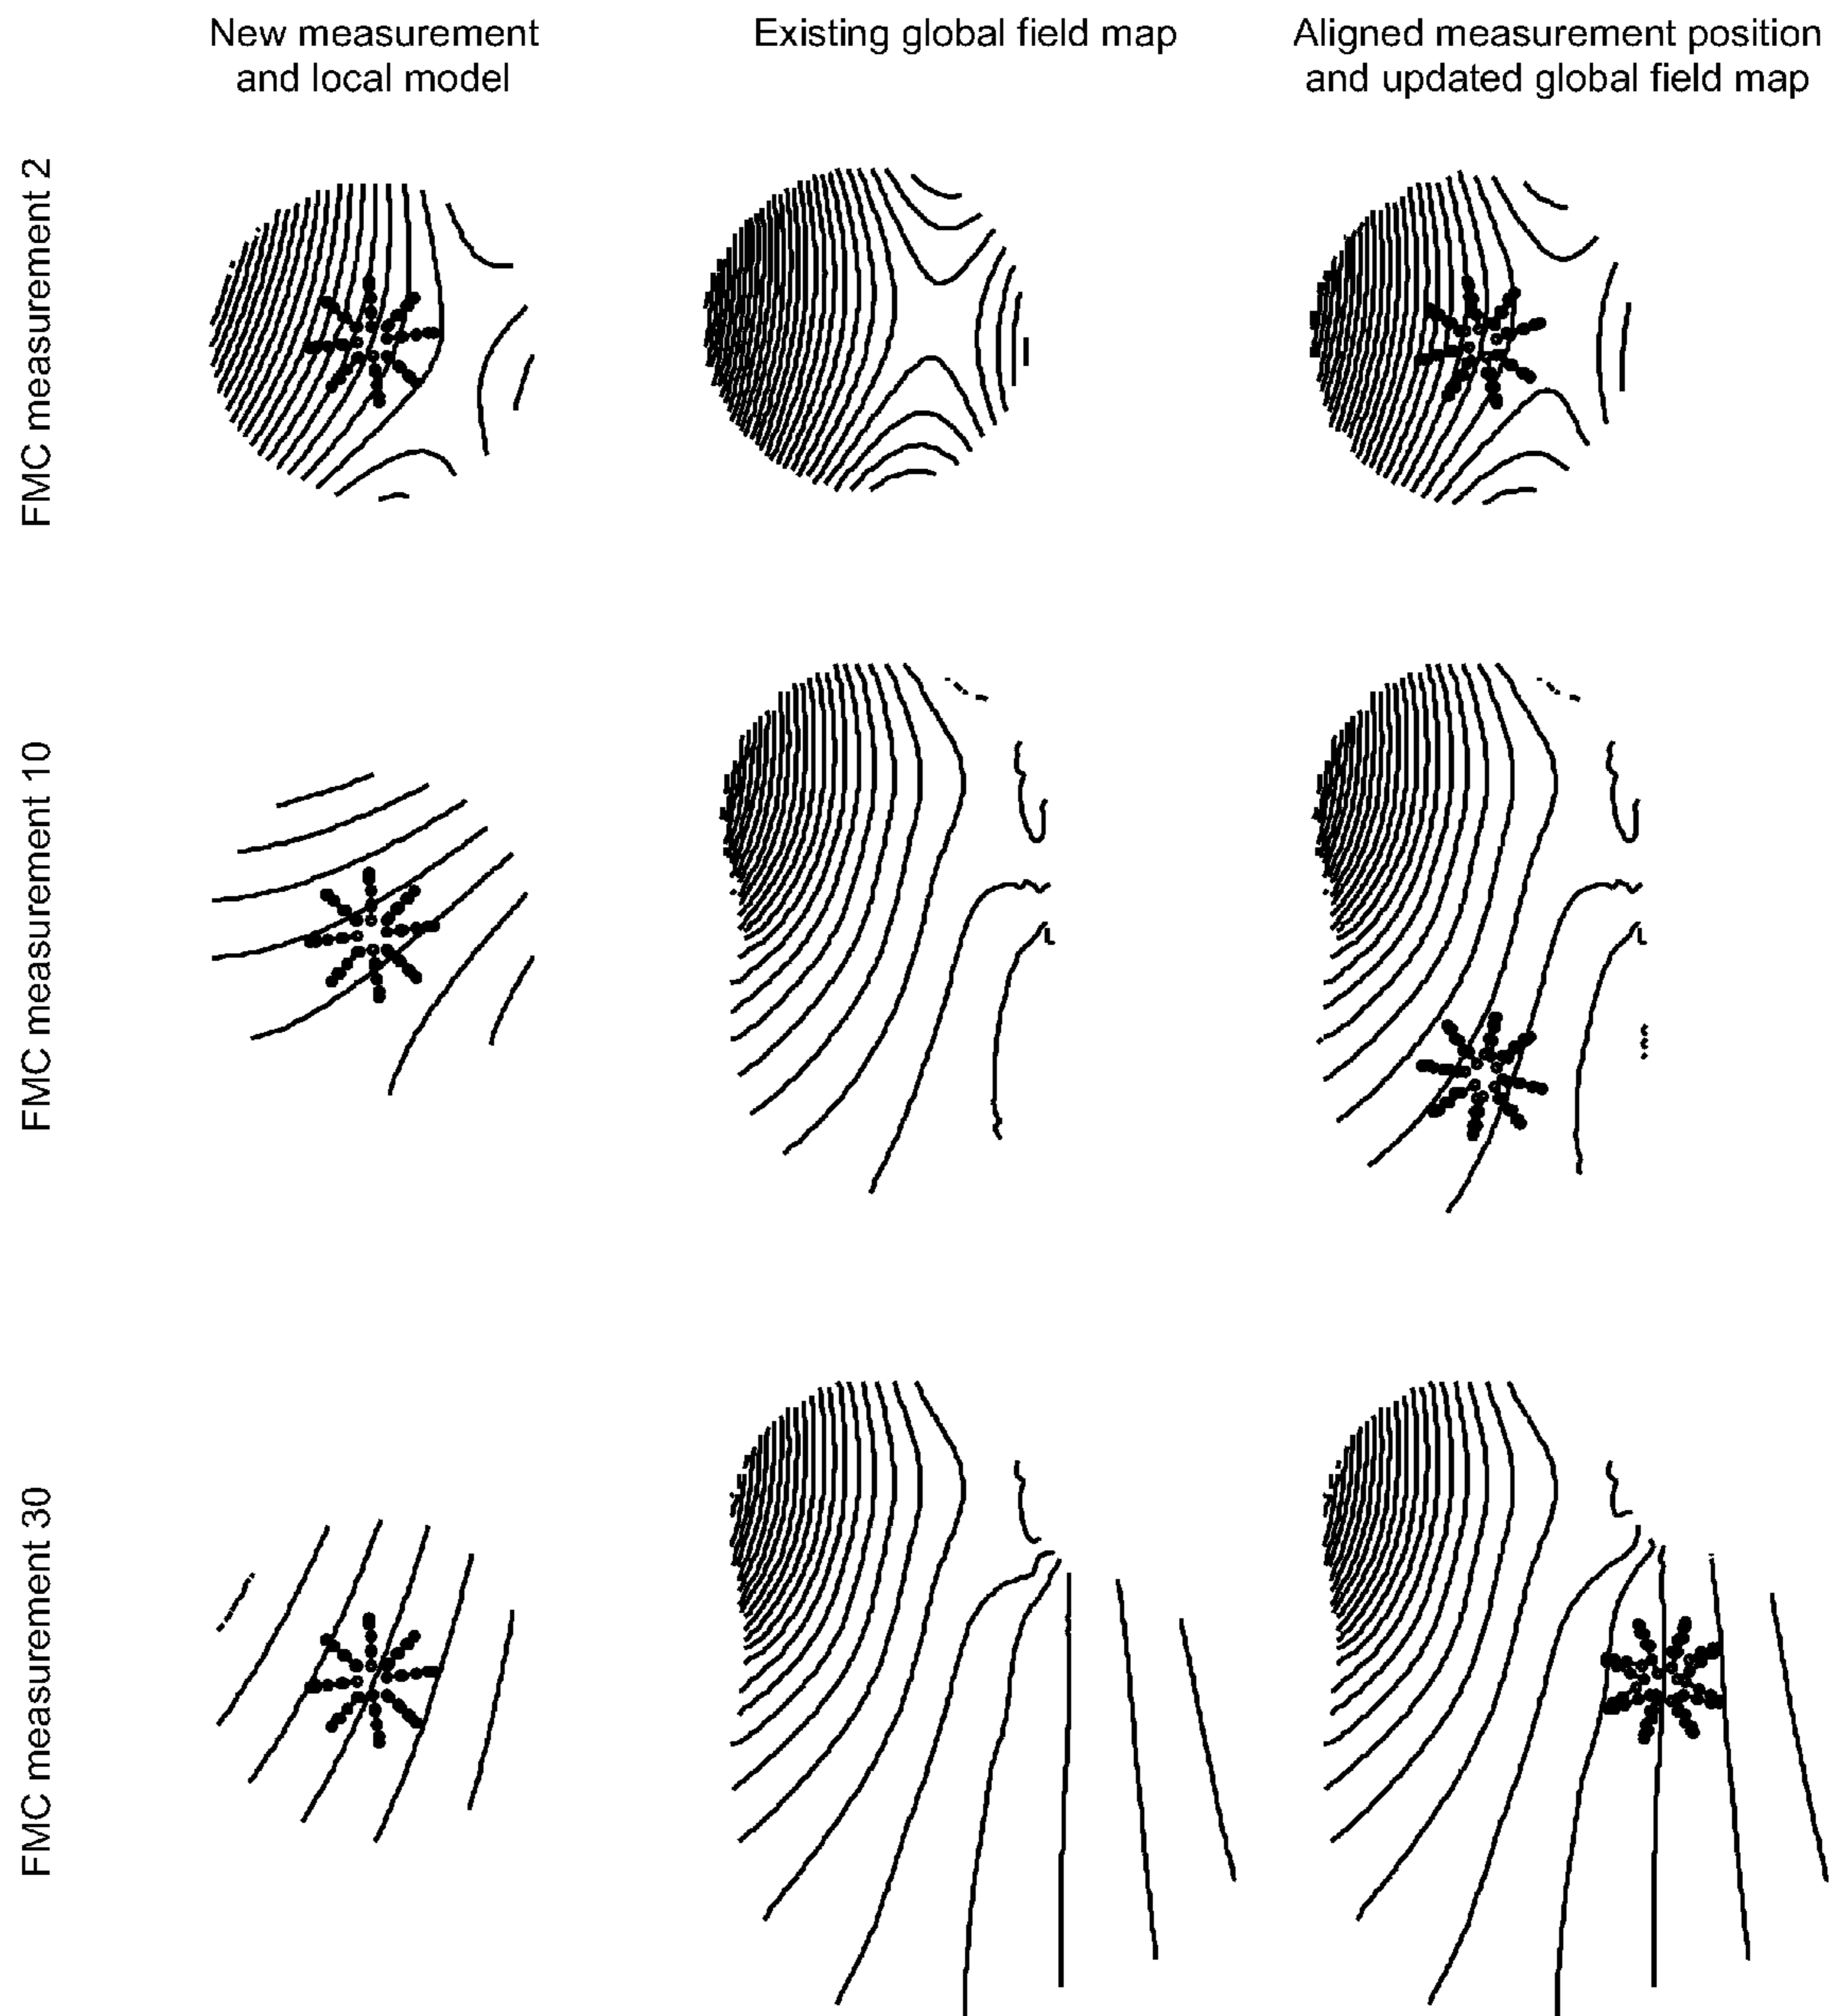 New measurement
and local model
Existing global field map
Aligned measurement position
and updated global field map
FMC measurement 2
FMC measurement 10
FMC measurement 30